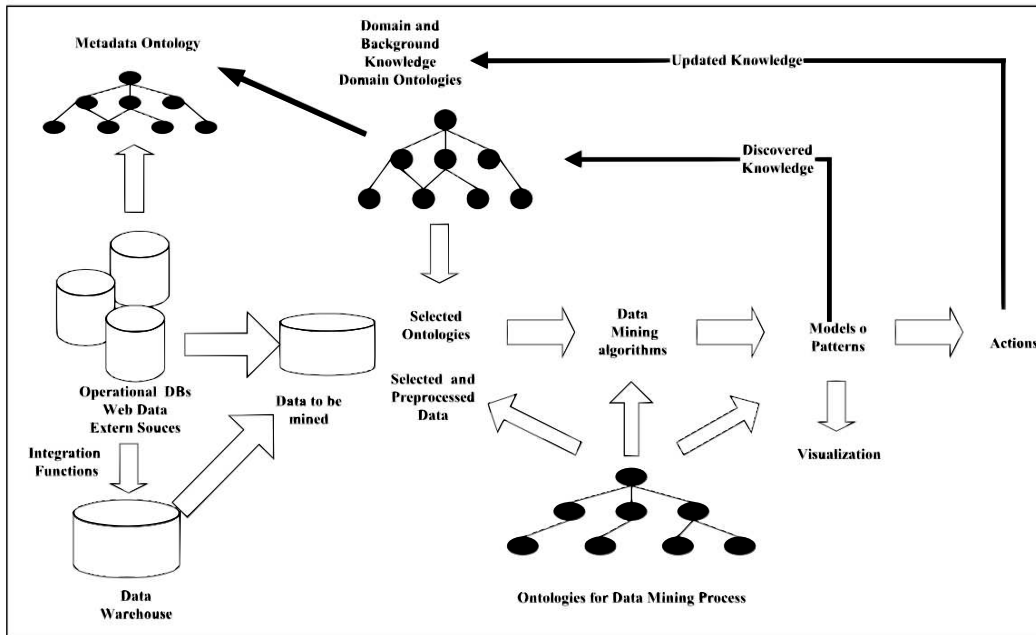 Metadata Ontology
Domain and
Background
Knowledge
Domain Ontologies
Updated Knowledge
Discovered
Knowledge
Selected
Ontologies
Data
Mining
algorithms
Models o
Patterns
Actions
Operational DBs
Web Data
Extern Souces
Data to be
mined
Selected and
Preprocessed
Data
Integration
Functions
Visualization
Data
Warehouse
Ontologies for Data Mining Process